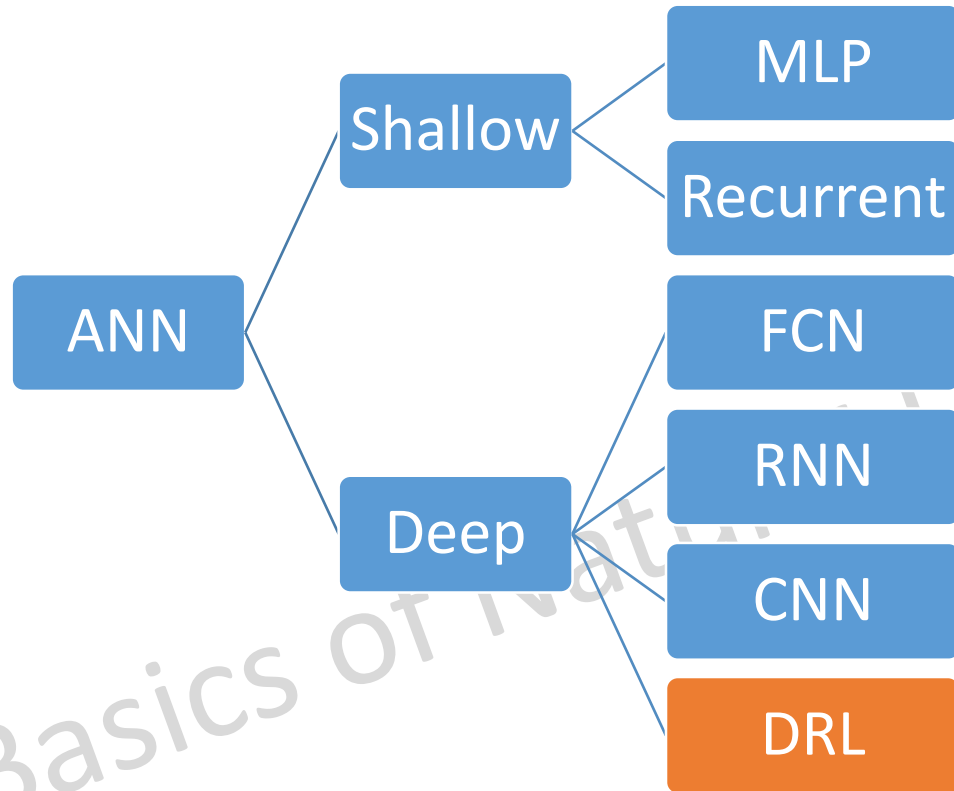 MLP
Shallow
Recurrent
ANN
FCN
RNN
Deep
CNN
DRL
Basics of